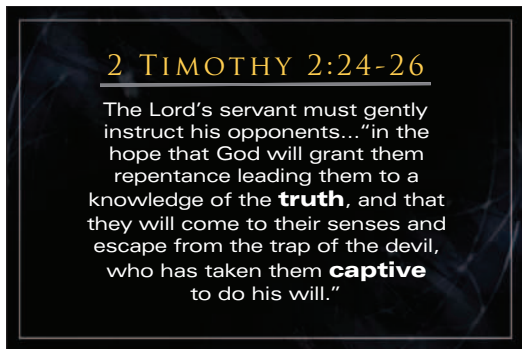 2 TIMOTHY 2:24-26
The Lord’s servant must gently
instruct his opponents...“in the
hope that God will grant them
repentance leading them to a
knowledge of the truth, and that
they will come to their senses and
escape from the trap of the devil,
who has taken them captive
to do his will.”